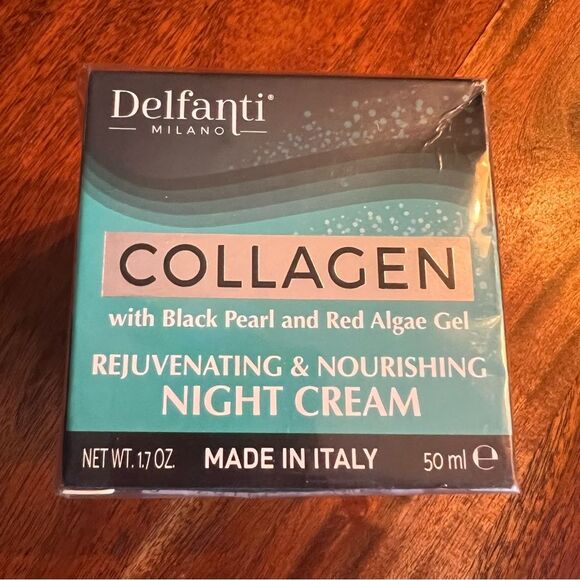 Delfanti®
MILANO
COLLAGEN
with Black Pearl and Red Algae Gel
REJUVENATING & NOURISHING
NIGHT CREAM
NET WT. 1.7 OZ. MADE IN ITALY 50 ml ℮